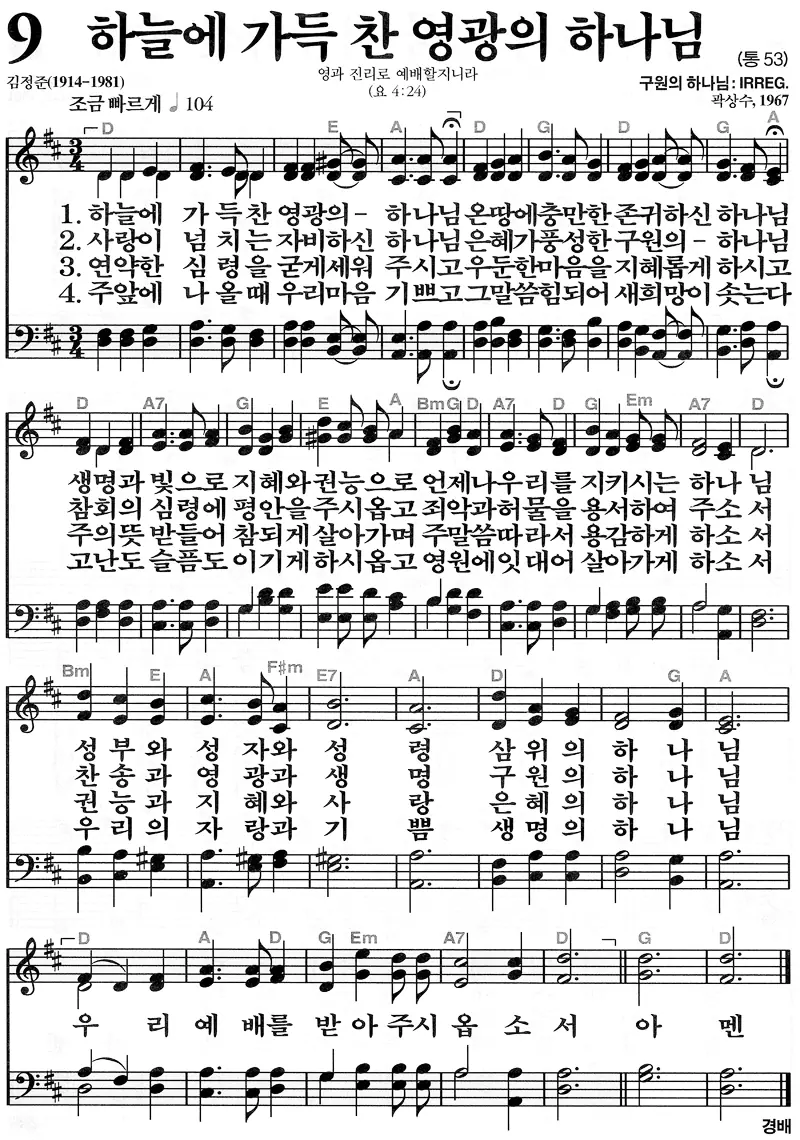 9 하늘에 가득 찬 영광의 하나님 (통 53)
김정준(1914-1981) 영과 진리로 예배할지니라 구원의 하나님: IRREG.
(요 4:24) 곽상수, 1967
조금 빠르게 ♩ 104
D E A D G D G A
3/4
1. 하늘에 가 득 찬 영광의 - 하나님 온땅에충만한 존귀하신 하나님
2. 사랑이 넘 치는 자비하신 하나님 은혜가풍성한 구원의 - 하나님
3. 연약한 심 령을 굳게세워 주시고 우둔한마음을 지혜롭게 하시고
4. 주앞에 나 올때 우리마음 기쁘고 그말씀힘되어 새희망이 솟는다
3/4
D A7 G E A Bm G D A7 D G Em A7 D
생명과 빛으로 지혜와 권능으로 언제나우리를 지키시는 하나님
참회의 심령에 평안을 주시옵고 죄악과허물을 용서하여 주소서
주의뜻 받들어 참되게 살아가며 주말씀따라서 용감하게 하소서
고난도 슬픔도 이기게 하시옵고 영원에잇대어 살아가게 하소서
Bm E A F#m E7 A D G A
성 부 와 성 자 와 성 령 삼 위 의 하 나 님
찬 송 과 영 광 과 생 명 구 원 의 하 나 님
권 능 과 지 혜 와 사 랑 은 혜 의 하 나 님
우 리 의 자 랑 과 기 쁨 생 명 의 하 나 님
D A D G Em A7 D G D
우 리 예 배 를 받 아 주시 옵 소 서 아 멘
경배